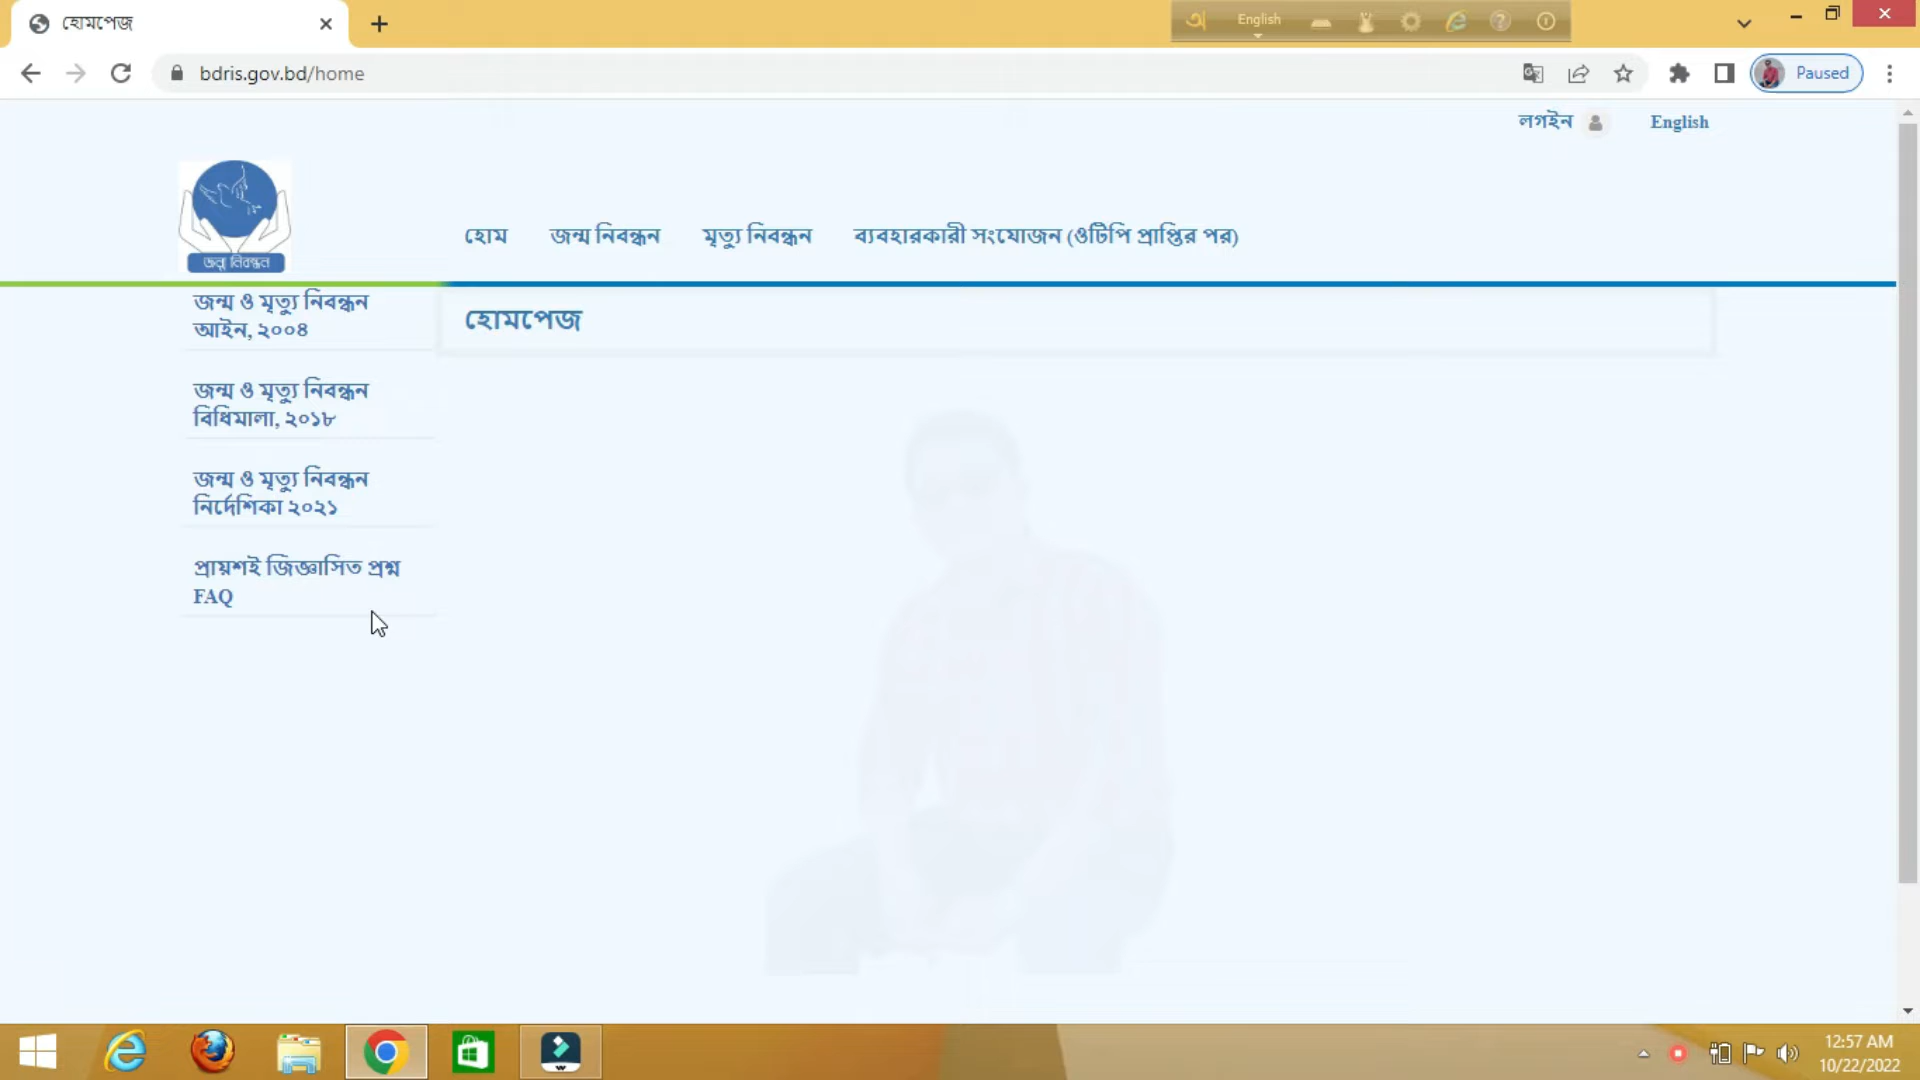 হোমপেজ
English
bdris.gov.bd/home
Paused
লগইন
English
জন্ম নিবন্ধন
হোম জন্ম নিবন্ধন মৃত্যু নিবন্ধন ব্যবহারকারী সংযোজন (ওটিপি প্রাপ্তির পর)
জন্ম ও মৃত্যু নিবন্ধন
আইন, ২০০৪
হোমপেজ
জন্ম ও মৃত্যু নিবন্ধন
বিধিমালা, ২০১৮
জন্ম ও মৃত্যু নিবন্ধন
নির্দেশিকা ২০২১
প্রায়শই জিজ্ঞাসিত প্রশ্ন
FAQ
12:57 AM
10/22/2022